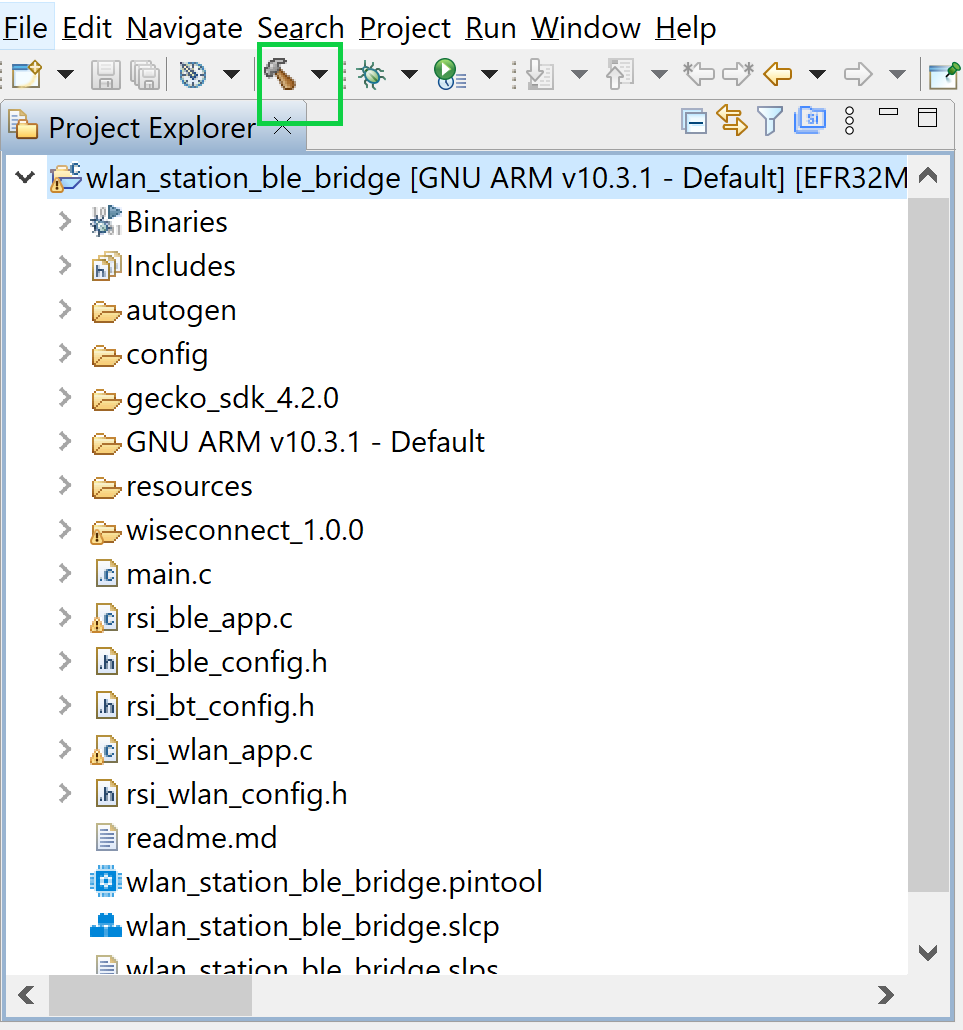 File Edit Navigate Search Project Run Window Help
Project Explorer
wlan_station_ble_bridge [GNU ARM v10.3.1 - Default] [EFR32M
Binaries
Includes
autogen
config
gecko_sdk_4.2.0
GNU ARM v10.3.1 - Default
resources
wiseconnect_1.0.0
main.c
rsi_ble_app.c
rsi_ble_config.h
rsi_bt_config.h
rsi_wlan_app.c
rsi_wlan_config.h
readme.md
wlan_station_ble_bridge.pintool
wlan_station_ble_bridge.slcp
wlan_station_ble_bridge.slps